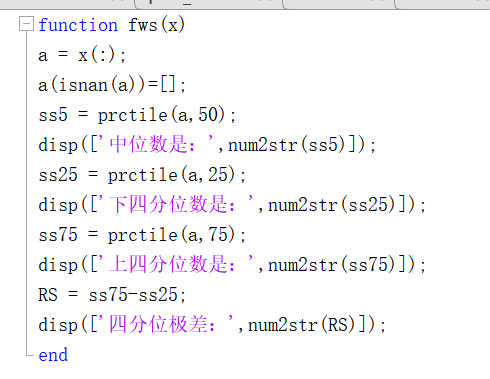 function fws(x)
a = x(:);
a(isnan(a))=[];
ss5 = prctile(a,50);
disp(['中位数是：',num2str(ss5)]);
ss25 = prctile(a,25);
disp(['下四分位数是：',num2str(ss25)]);
ss75 = prctile(a,75);
disp(['上四分位数是：',num2str(ss75)]);
RS = ss75-ss25;
disp(['四分位极差：',num2str(RS)]);
end